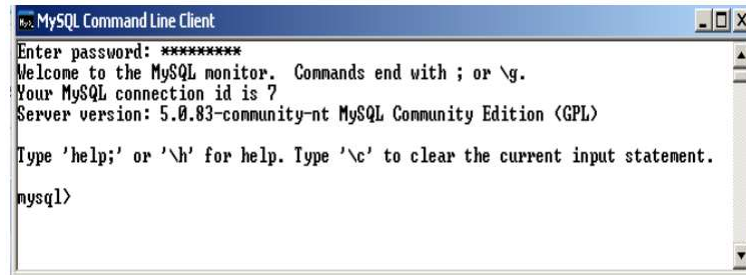 MySQL Command Line Client
Enter password: *********
Welcome to the MySQL monitor.  Commands end with ; or \g.
Your MySQL connection id is 7
Server version: 5.0.83-community-nt MySQL Community Edition (GPL)
Type 'help;' or '\h' for help. Type '\c' to clear the current input statement.
mysql>